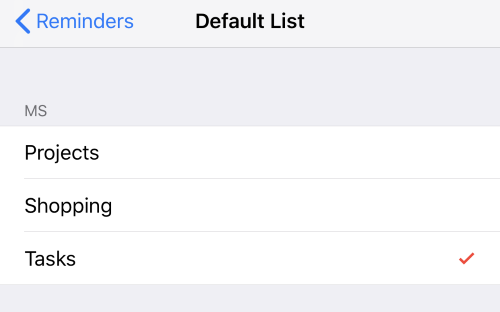 Reminders Default List
MS
Projects
Shopping
Tasks